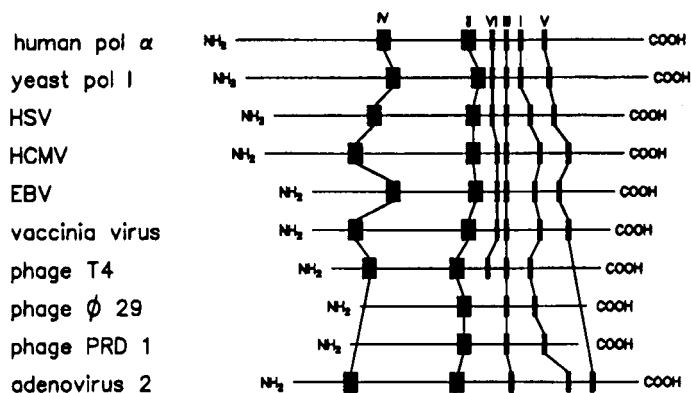 IV II VI III I V
human pol α NH₂ COOH
yeast pol I NH₂ COOH
HSV NH₂ COOH
HCMV NH₂ COOH
EBV NH₂ COOH
vaccinia virus NH₂ COOH
phage T4 NH₂ COOH
phage ϕ 29 NH₂ COOH
phage PRD 1 NH₂ COOH
adenovirus 2 NH₂ COOH